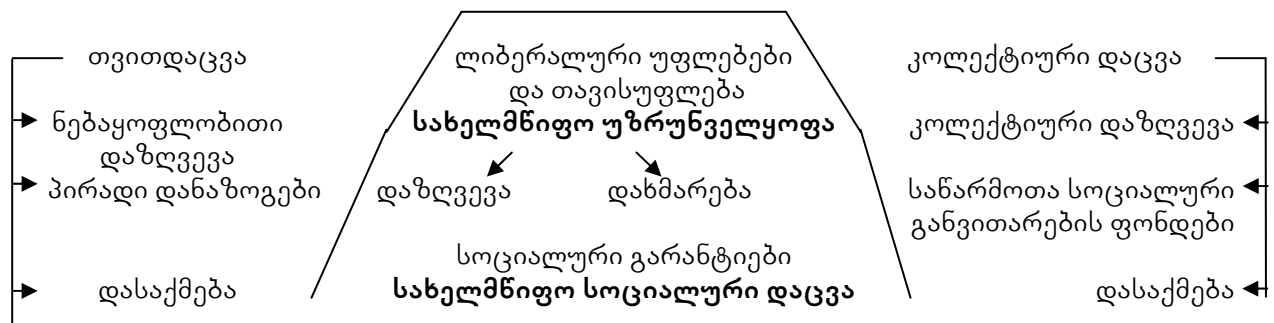 თვითდაცვა
ნებაყოფლობითი
დაზღვევა
პირადი დანაზოგები
დასაქმება
ლიბერალური უფლებები
და თავისუფლება
სახელმწიფო უზრუნველყოფა
დაზღვევა დახმარება
სოციალური გარანტიები
სახელმწიფო სოციალური დაცვა
კოლექტიური დაცვა
კოლექტიური დაზღვევა
საწარმოთა სოციალური
განვითარების ფონდები
დასაქმება